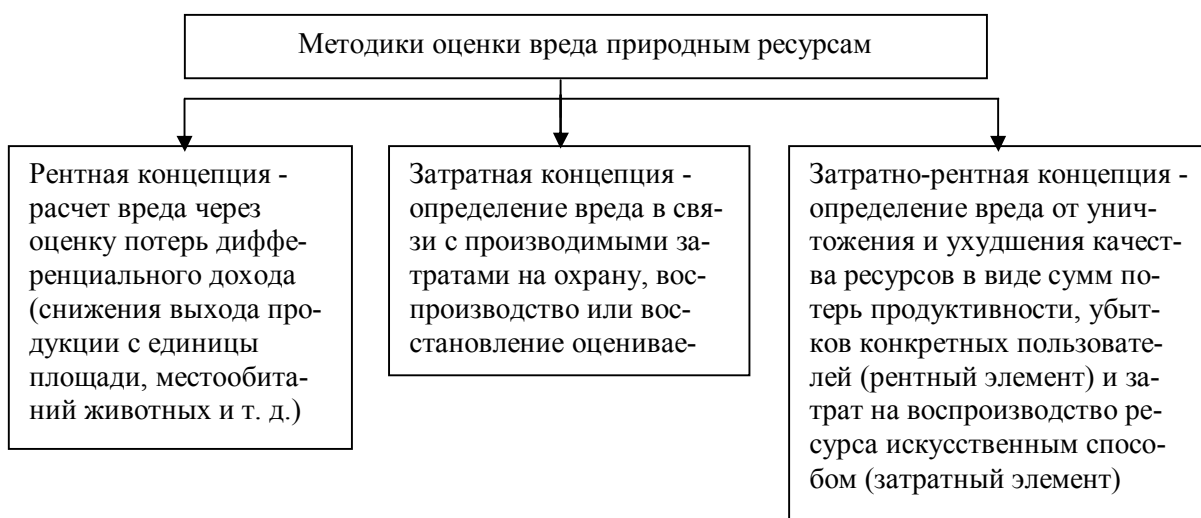 Методики оценки вреда природным ресурсам
Рентная концепция -
расчет вреда через
оценку потерь диффе-
ренциального дохода
(снижения выхода про-
дукции с единицы
площади, местообита-
ний животных и т. д.)
Затратная концепция -
определение вреда в свя-
зи с производимыми за-
тратами на охрану, вос-
производство или вос-
становление оценивае-
Затратно-рентная концепция -
определение вреда от унич-
тожения и ухудшения качест-
ва ресурсов в виде сумм по-
терь продуктивности, убыт-
ков конкретных пользовате-
лей (рентный элемент) и за-
трат на воспроизводство ре-
сурса искусственным спосо-
бом (затратный элемент)